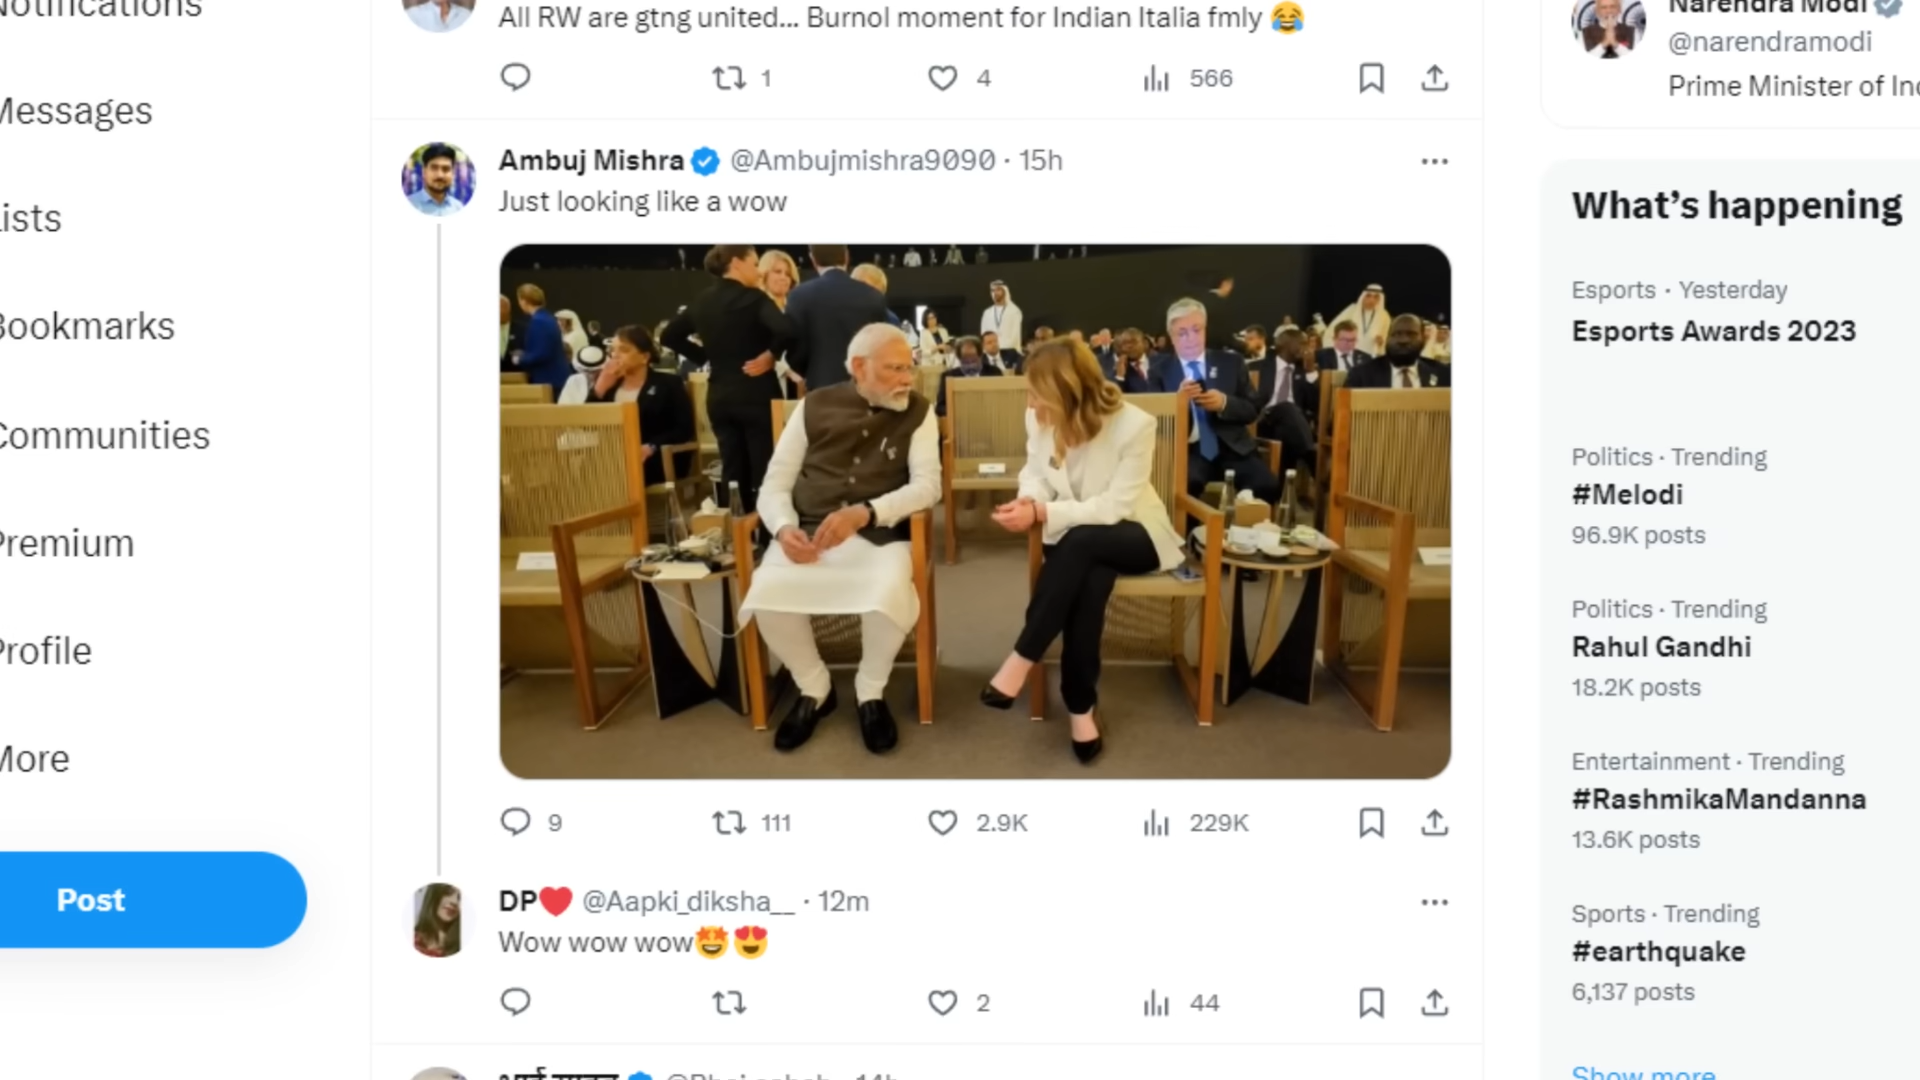 Notifications
Messages
Lists
Bookmarks
Communities
Premium
Profile
More
Post
All RW are gtng united... Burnol moment for Indian Italia fmly 😂
1 4 566
Ambuj Mishra @Ambujmishra9090 · 15h
Just looking like a wow
9 111 2.9K 229K
DP❤️ @Aapki_diksha__ · 12m
Wow wow wow🤩😍
2 44
Narendra Modi
@narendramodi
Prime Minister of
What's happening
Esports · Yesterday
Esports Awards 2023
Politics · Trending
#Melodi
96.9K posts
Politics · Trending
Rahul Gandhi
18.2K posts
Entertainment · Trending
#RashmikaMandanna
13.6K posts
Sports · Trending
#earthquake
6,137 posts
Show more